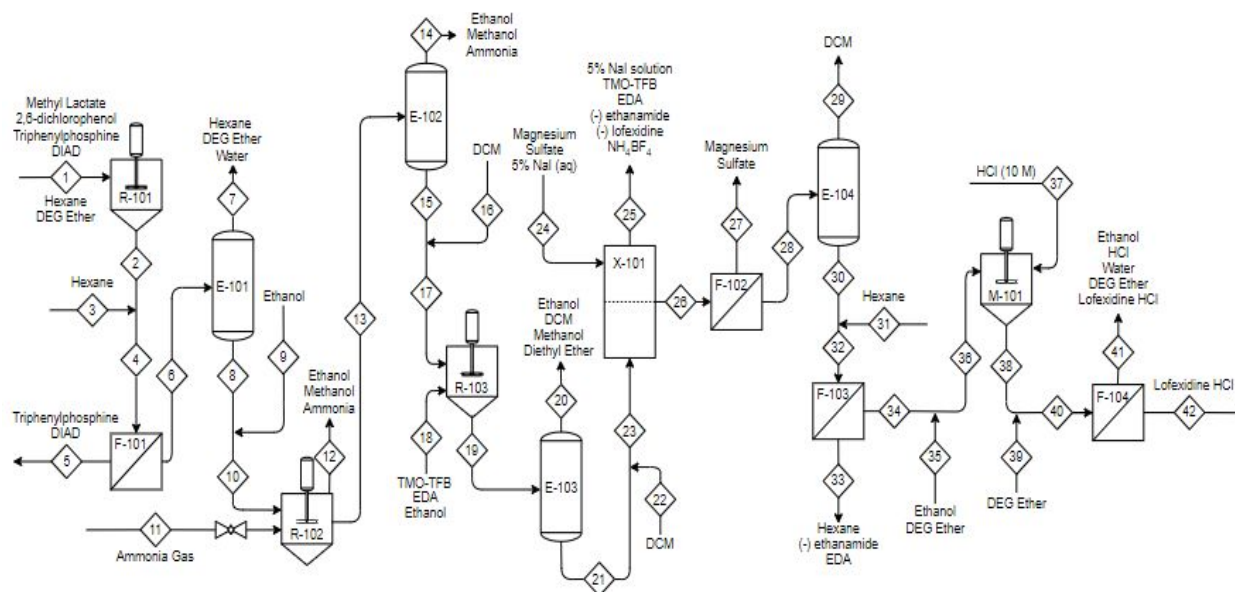 Methyl Lactate
2,6-dichlorophenol
Triphenylphosphine
DIAD
1
Hexane
DEG Ether
R-101
2
Hexane
3
4
Triphenylphosphine
DIAD
5
F-101
6
Hexane
DEG Ether
Water
7
E-101
8
Ethanol
9
10
11
Ammonia Gas
R-102
Ethanol
Methanol
Ammonia
12
13
14
Ethanol
Methanol
Ammonia
E-102
15
DCM
16
17
R-103
18
TMO-TFB
EDA
Ethanol
19
Ethanol
DCM
Methanol
Diethyl Ether
20
E-103
21
22
DCM
23
Magnesium
Sulfate
5% NaI (aq)
24
5% NaI solution
TMO-TFB
EDA
(-) ethanamide
(-) lofexidine
NH4BF4
25
X-101
26
Magnesium
Sulfate
27
F-102
28
DCM
29
E-104
30
Hexane
31
32
F-103
33
Hexane
(-) ethanamide
EDA
34
35
Ethanol
DEG Ether
36
HCl (10 M)
37
M-101
38
39
DEG Ether
40
Ethanol
HCl
Water
DEG Ether
Lofexidine HCl
41
F-104
Lofexidine HCl
42